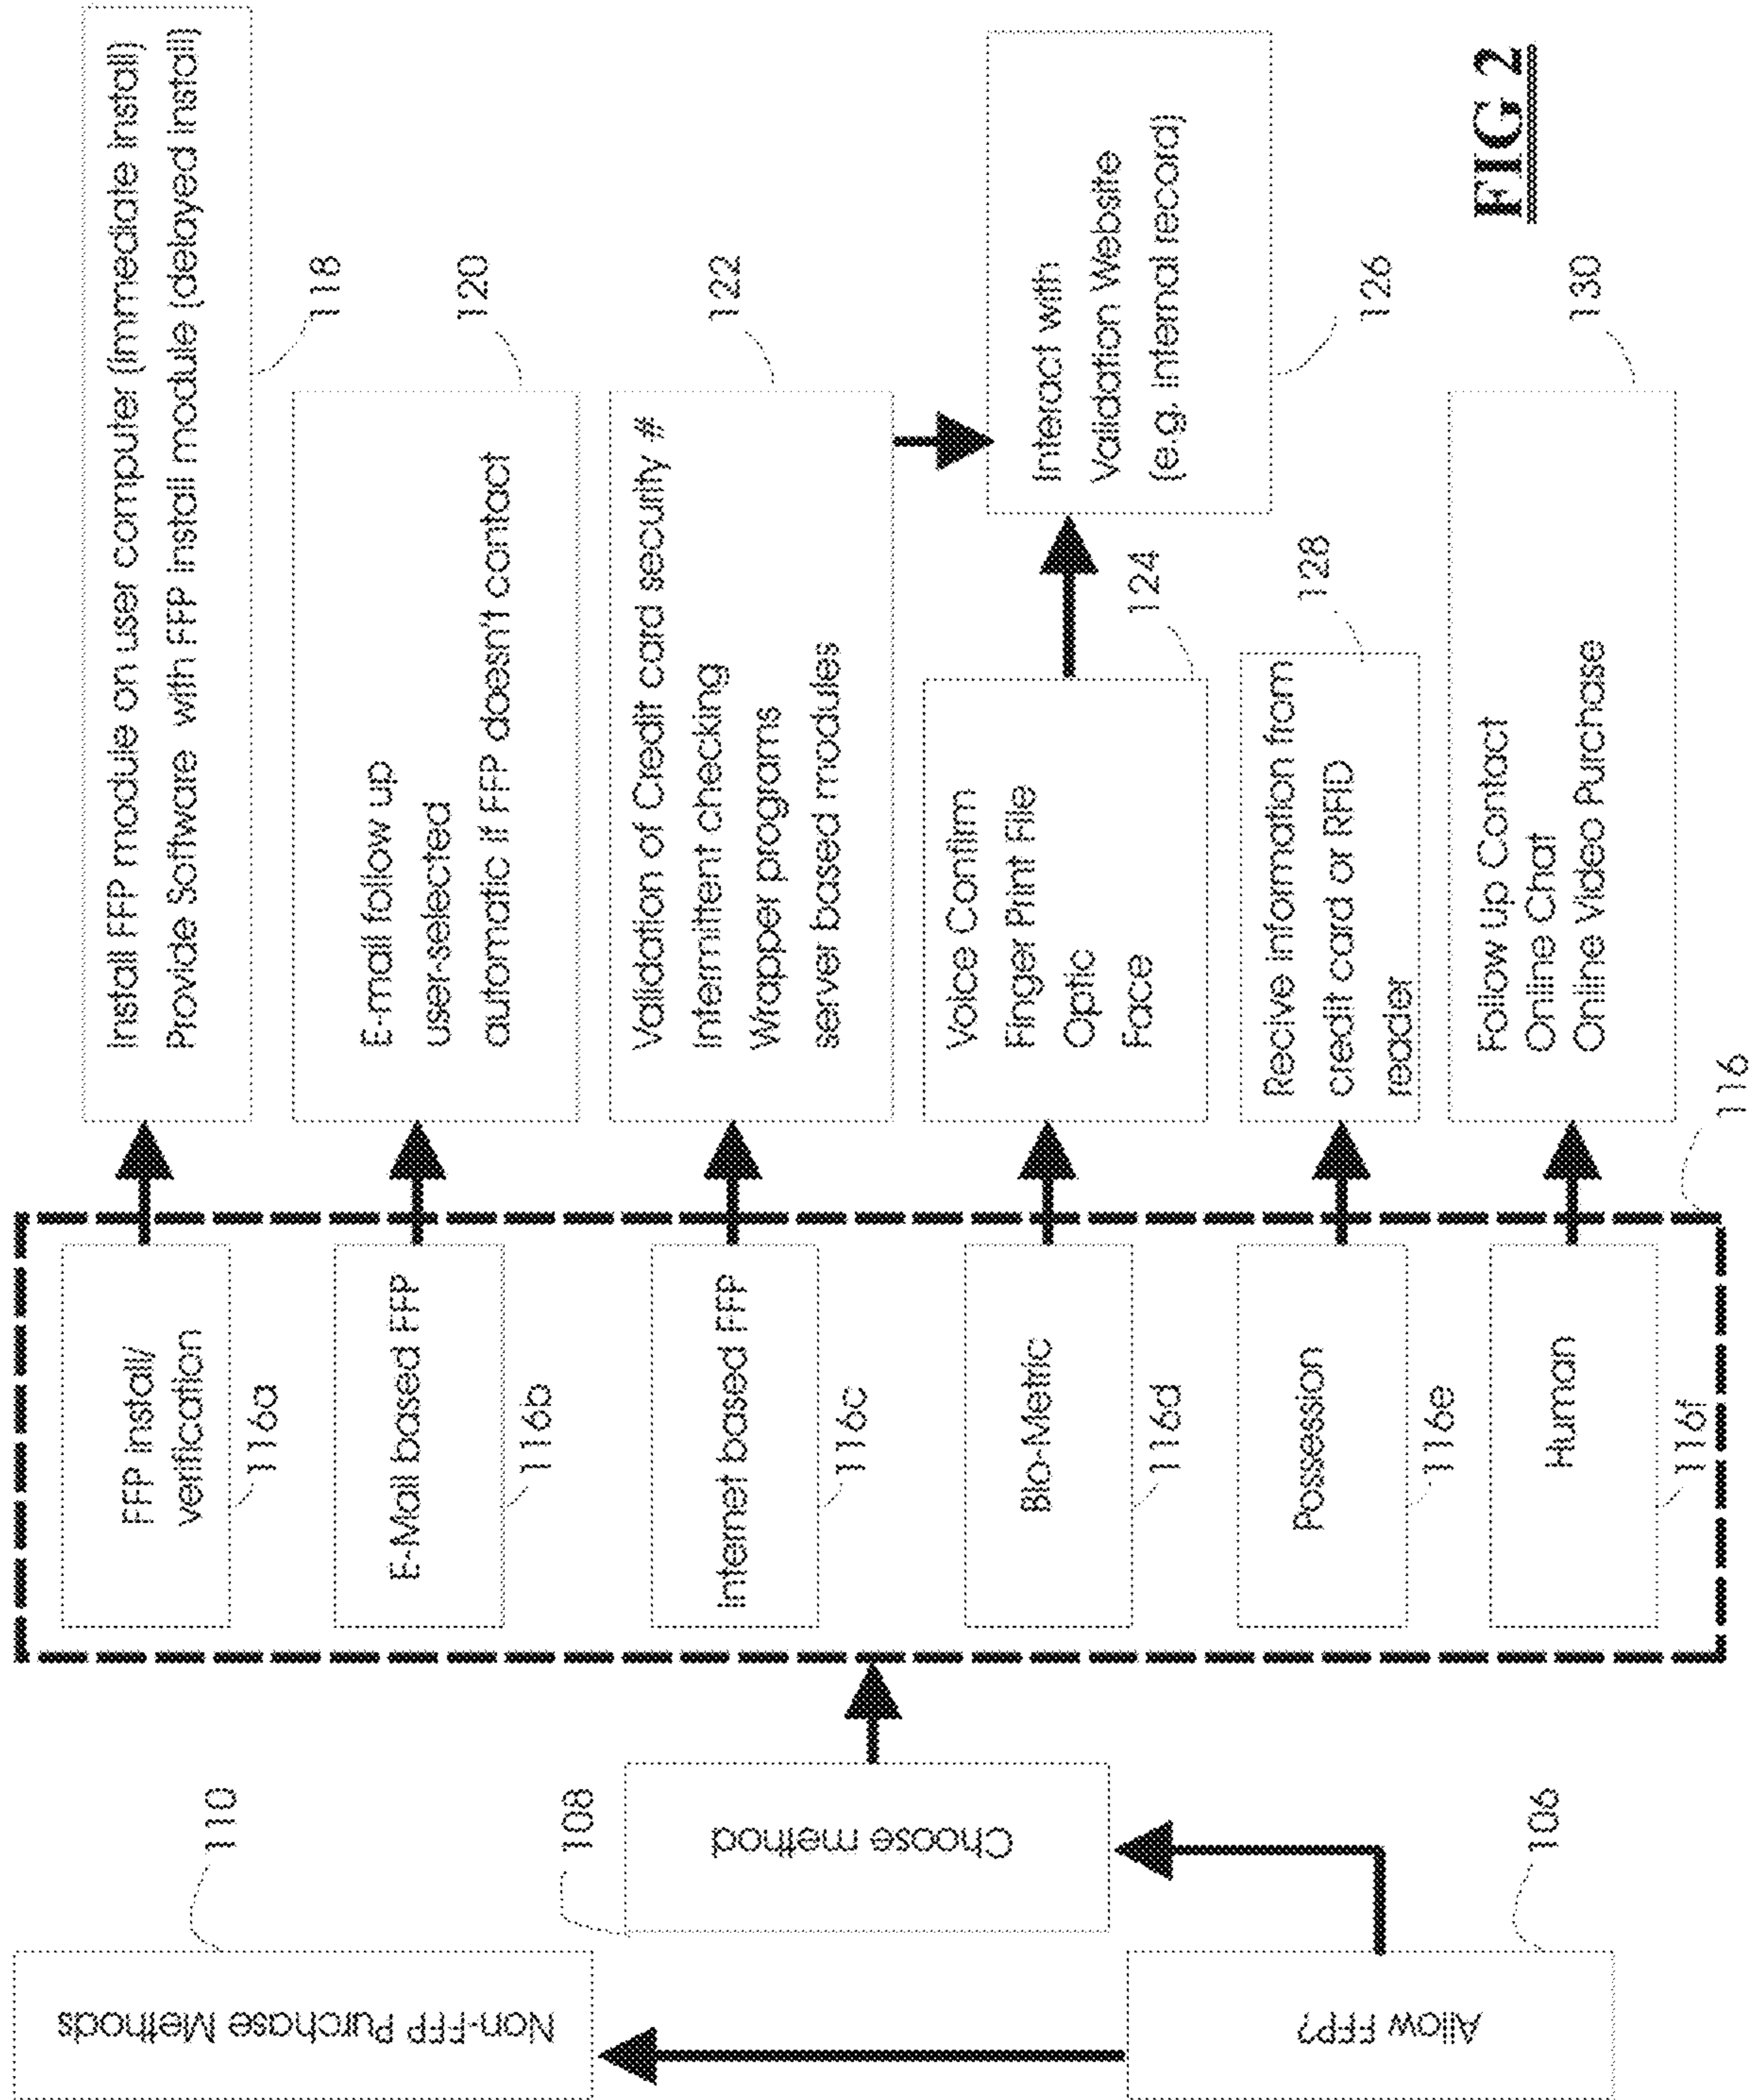 Non-FFP Purchase Methods
110
Allow FFP?
106
Choose method
108
FFP install/
verification
116a
E-Mail based FFP
116b
Internet based FFP
116c
Bio-Metric
116d
Possession
116e
Human
116f
116
Install FFP module on user computer (immediate install)
Provide Software with FFP install module (delayed install)
118
E-mail follow up
user-selected
automatic if FFP doesn't contact
120
Validation of Credit card security #
Intermittent checking
Wrapper programs
server based modules
122
Voice Confirm
Finger Print File
Optic
Face
124
Interact with
Validation Website
(e.g. internal record)
126
Recive information from
credit card or RFID
reader
128
Follow up Contact
Online Chat
Online Video Purchase
130
FIG 2